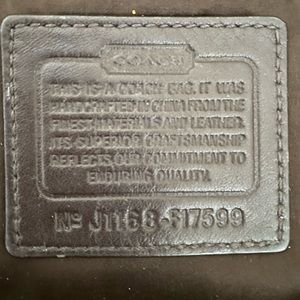 COACH
THIS IS A COACH BAG. IT WAS
HANDCRAFTED IN CHINA FROM THE
FINEST MATERIALS AND LEATHER.
ITS SUPERIOR CRAFTSMANSHIP
REFLECTS OUR COMMITMENT TO
ENDURING QUALITY.
Nº J1168-F17599